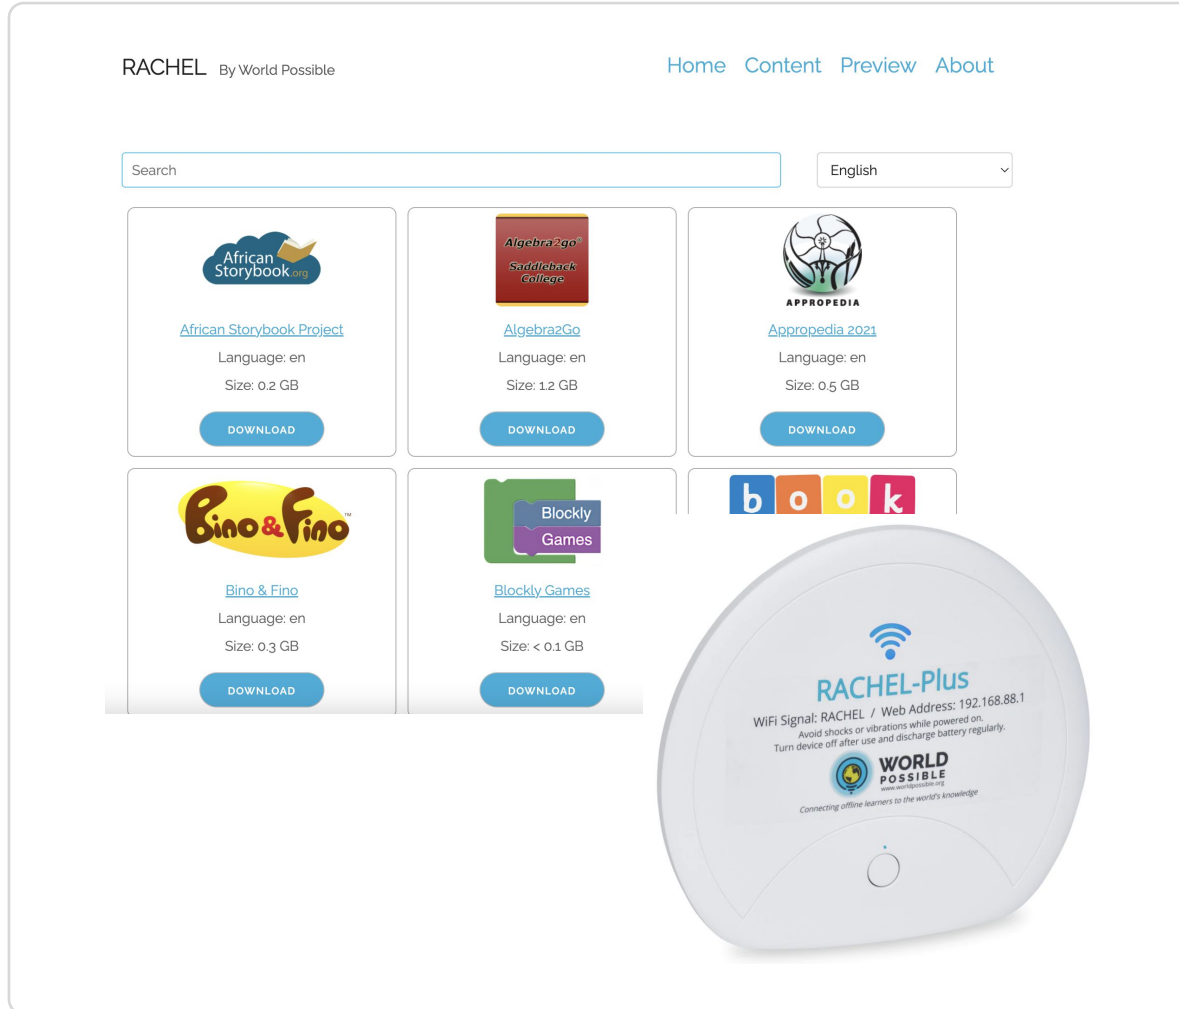 RACHEL By World Possible
Home Content Preview About
Search
English
African
Storybook.org
African Storybook Project
Language: en
Size: 0.2 GB
DOWNLOAD
Algebra2go®
Saddleback
College
Algebra2Go
Language: en
Size: 1.2 GB
DOWNLOAD
APPROPEDIA
Appropedia 2021
Language: en
Size: 0.5 GB
DOWNLOAD
Bino & Fino™
Bino & Fino
Language: en
Size: 0.3 GB
DOWNLOAD
Blockly
Games
Blockly Games
Language: en
Size: < 0.1 GB
DOWNLOAD
book
RACHEL-Plus
WiFi Signal: RACHEL / Web Address: 192.168.88.1
Avoid shocks or vibrations while powered on.
Turn device off after use and discharge battery regularly.
WORLD
POSSIBLE
www.worldpossible.org
Connecting offline learners to the world's knowledge